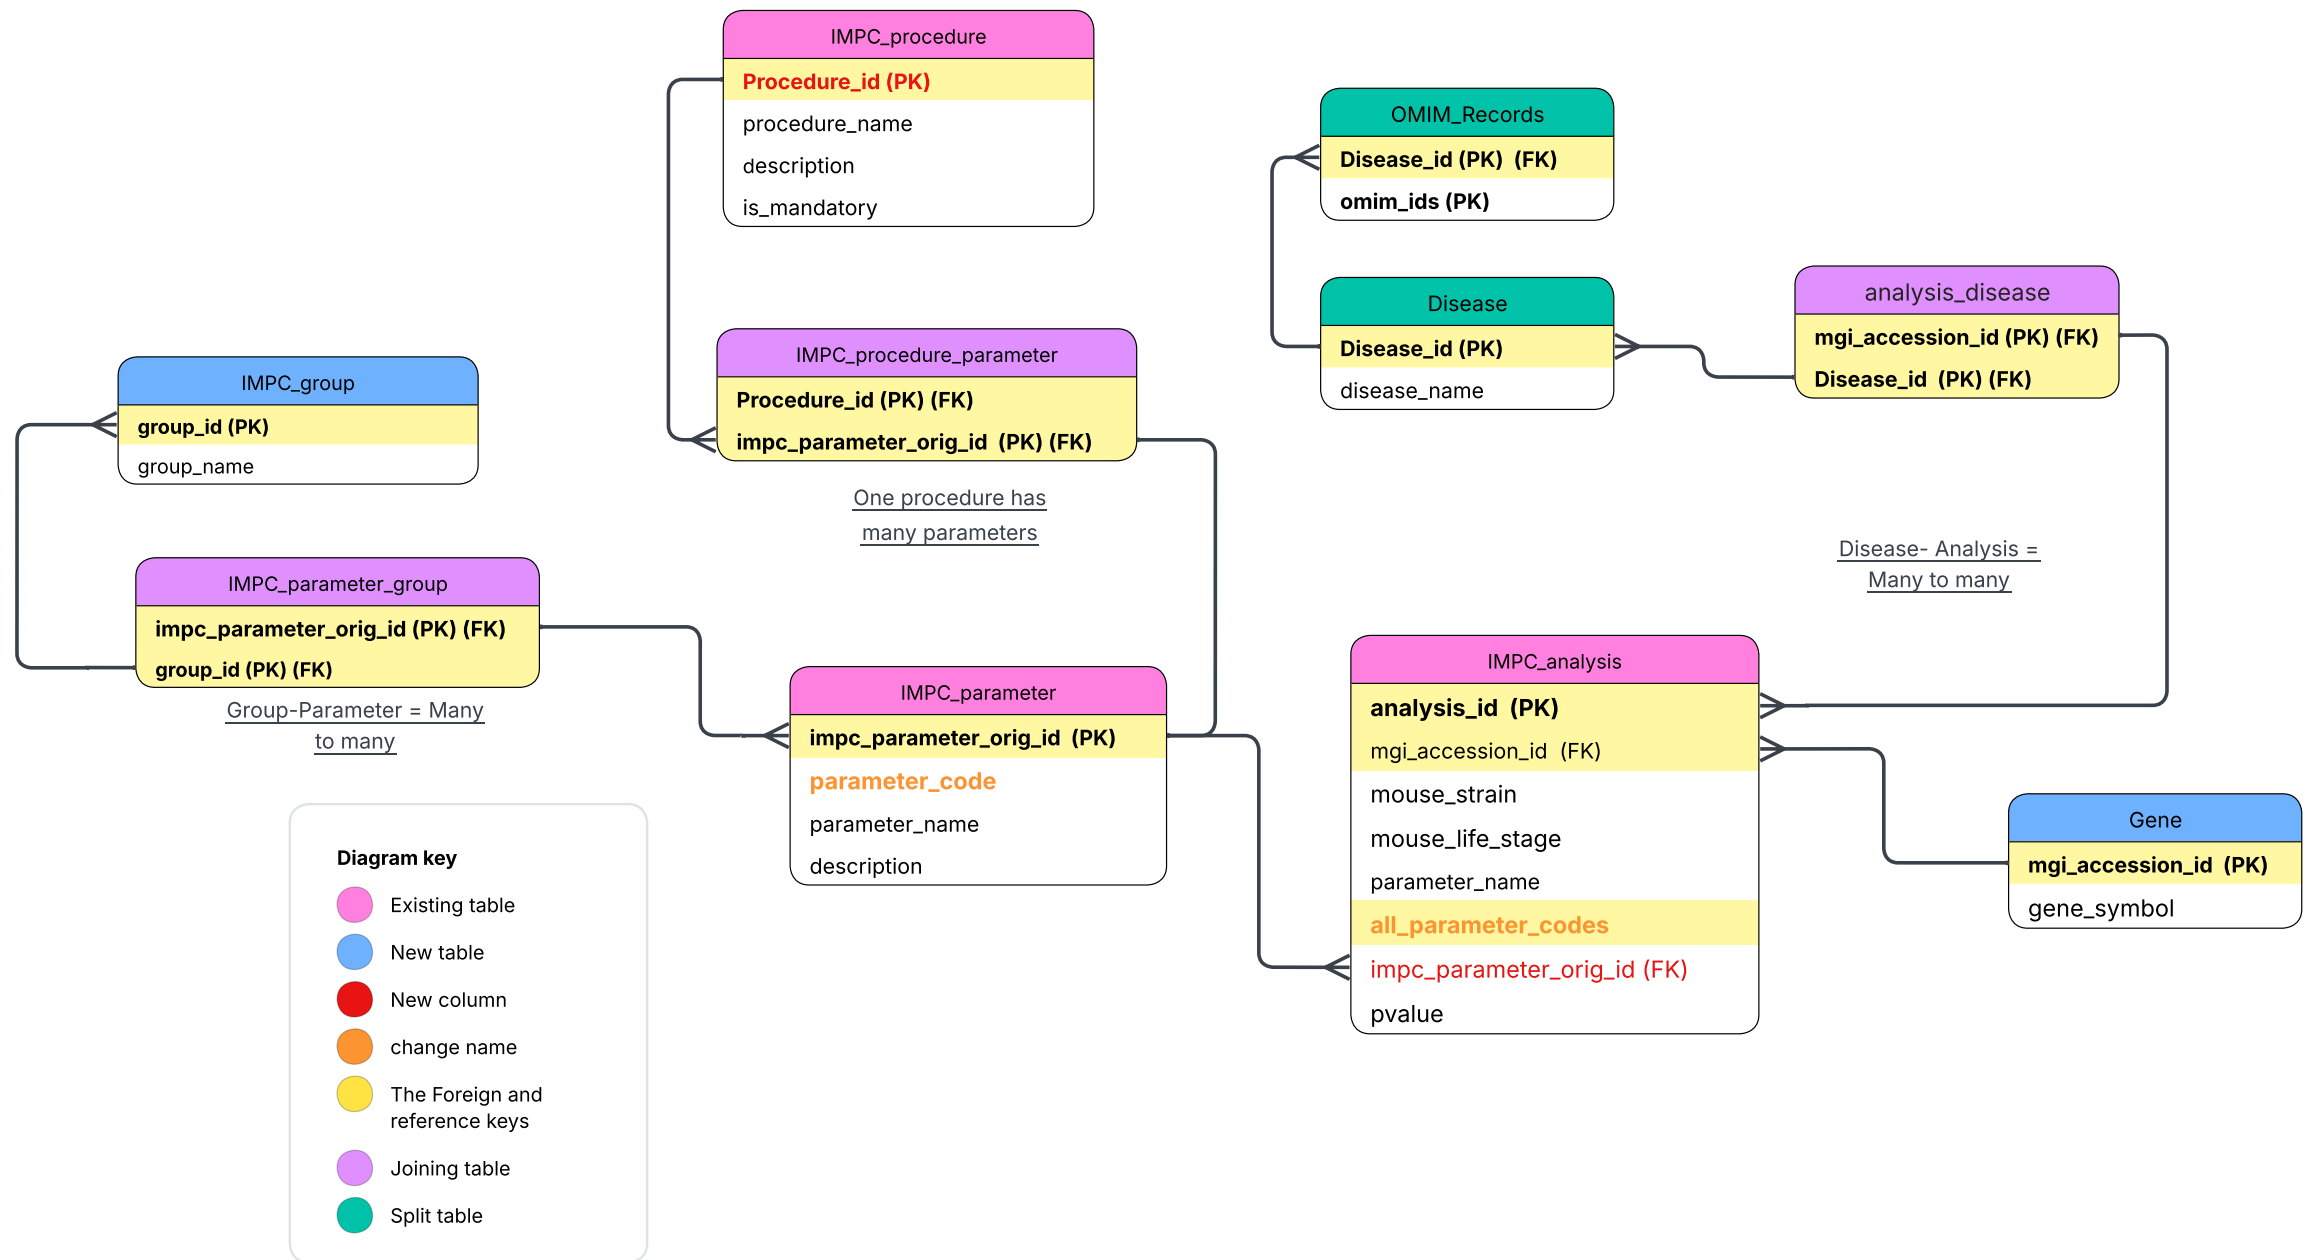 IMPC_procedure
Procedure_id (PK)
procedure_name
description
is_mandatory
OMIM_Records
Disease_id (PK)  (FK)
omim_ids (PK)
Disease
Disease_id (PK)
disease_name
analysis_disease
mgi_accession_id (PK) (FK)
Disease_id  (PK) (FK)
IMPC_procedure_parameter
Procedure_id (PK) (FK)
impc_parameter_orig_id  (PK) (FK)
One procedure has
many parameters
IMPC_group
group_id (PK)
group_name
IMPC_parameter_group
impc_parameter_orig_id (PK) (FK)
group_id (PK) (FK)
Group-Parameter = Many
to many
Disease- Analysis =
Many to many
IMPC_parameter
impc_parameter_orig_id  (PK)
parameter_code
parameter_name
description
IMPC_analysis
analysis_id  (PK)
mgi_accession_id  (FK)
mouse_strain
mouse_life_stage
parameter_name
all_parameter_codes
impc_parameter_orig_id (FK)
pvalue
Gene
mgi_accession_id  (PK)
gene_symbol
Diagram key
Existing table
New table
New column
change name
The Foreign and
reference keys
Joining table
Split table